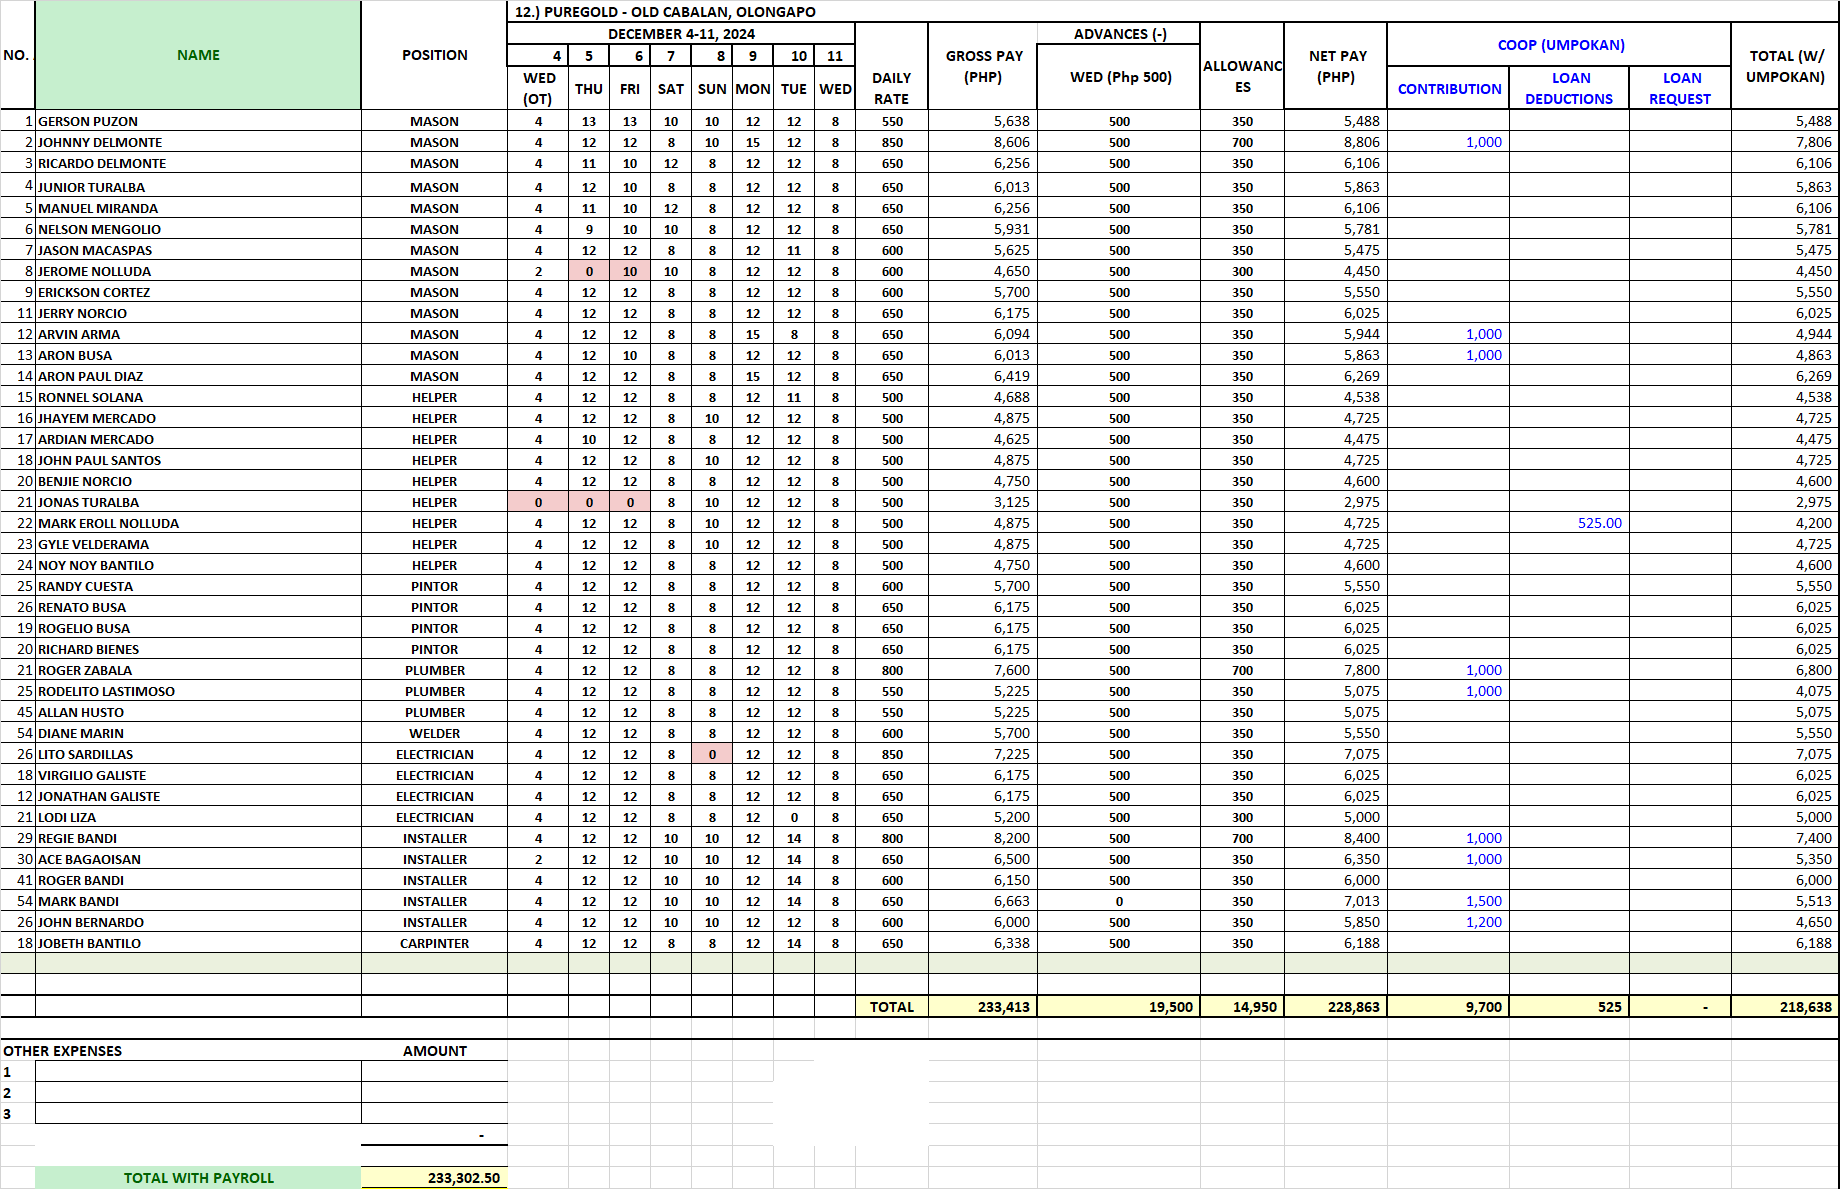 12.) PUREGOLD - OLD CABALAN, OLONGAPO
NO. NAME POSITION DECEMBER 4-11, 2024 DAILY RATE GROSS PAY (PHP) ADVANCES (-) ALLOWANCES NET PAY (PHP) COOP (UMPOKAN) TOTAL (W/ UMPOKAN)
4 5 6 7 8 9 10 11
WED (OT) THU FRI SAT SUN MON TUE WED WED (Php 500) CONTRIBUTION LOAN DEDUCTIONS LOAN REQUEST
1 GERSON PUZON MASON 4 13 13 10 10 12 12 8 550 5,638 500 350 5,488 5,488
2 JOHNNY DELMONTE MASON 4 12 12 8 10 15 12 8 850 8,606 500 700 8,806 1,000 7,806
3 RICARDO DELMONTE MASON 4 11 10 12 8 12 12 8 650 6,256 500 350 6,106 6,106
4 JUNIOR TURALBA MASON 4 12 10 8 8 12 12 8 650 6,013 500 350 5,863 5,863
5 MANUEL MIRANDA MASON 4 11 10 12 8 12 12 8 650 6,256 500 350 6,106 6,106
6 NELSON MENGOLIO MASON 4 9 10 10 8 12 12 8 650 5,931 500 350 5,781 5,781
7 JASON MACASPAS MASON 4 12 12 8 8 12 11 8 600 5,625 500 350 5,475 5,475
8 JEROME NOLLUDA MASON 2 0 10 10 8 12 12 8 600 4,650 500 300 4,450 4,450
9 ERICKSON CORTEZ MASON 4 12 12 8 8 12 12 8 600 5,700 500 350 5,550 5,550
11 JERRY NORCIO MASON 4 12 12 8 8 12 12 8 650 6,175 500 350 6,025 6,025
12 ARVIN ARMA MASON 4 12 12 8 8 15 8 8 650 6,094 500 350 5,944 1,000 4,944
13 ARON BUSA MASON 4 12 10 8 8 12 12 8 650 6,013 500 350 5,863 1,000 4,863
14 ARON PAUL DIAZ MASON 4 12 12 8 8 15 12 8 650 6,419 500 350 6,269 6,269
15 RONNEL SOLANA HELPER 4 12 12 8 8 12 11 8 500 4,688 500 350 4,538 4,538
16 JHAYEM MERCADO HELPER 4 12 12 8 10 12 12 8 500 4,875 500 350 4,725 4,725
17 ARDIAN MERCADO HELPER 4 10 12 8 8 12 12 8 500 4,625 500 350 4,475 4,475
18 JOHN PAUL SANTOS HELPER 4 12 12 8 10 12 12 8 500 4,875 500 350 4,725 4,725
20 BENJIE NORCIO HELPER 4 12 12 8 8 12 12 8 500 4,750 500 350 4,600 4,600
21 JONAS TURALBA HELPER 0 0 0 8 10 12 12 8 500 3,125 500 350 2,975 2,975
22 MARK EROLL NOLLUDA HELPER 4 12 12 8 10 12 12 8 500 4,875 500 350 4,725 525.00 4,200
23 GYLE VELDERAMA HELPER 4 12 12 8 10 12 12 8 500 4,875 500 350 4,725 4,725
24 NOY NOY BANTILO HELPER 4 12 12 8 8 12 12 8 500 4,750 500 350 4,600 4,600
25 RANDY CUESTA PINTOR 4 12 12 8 8 12 12 8 600 5,700 500 350 5,550 5,550
26 RENATO BUSA PINTOR 4 12 12 8 8 12 12 8 650 6,175 500 350 6,025 6,025
19 ROGELIO BUSA PINTOR 4 12 12 8 8 12 12 8 650 6,175 500 350 6,025 6,025
20 RICHARD BIENES PINTOR 4 12 12 8 8 12 12 8 650 6,175 500 350 6,025 6,025
21 ROGER ZABALA PLUMBER 4 12 12 8 8 12 12 8 800 7,600 500 700 7,800 1,000 6,800
25 RODELITO LASTIMOSO PLUMBER 4 12 12 8 8 12 12 8 550 5,225 500 350 5,075 1,000 4,075
45 ALLAN HUSTO PLUMBER 4 12 12 8 8 12 12 8 550 5,225 500 350 5,075 5,075
54 DIANE MARIN WELDER 4 12 12 8 8 12 12 8 600 5,700 500 350 5,550 5,550
26 LITO SARDILLAS ELECTRICIAN 4 12 12 8 0 12 12 8 850 7,225 500 350 7,075 7,075
18 VIRGILIO GALISTE ELECTRICIAN 4 12 12 8 8 12 12 8 650 6,175 500 350 6,025 6,025
12 JONATHAN GALISTE ELECTRICIAN 4 12 12 8 8 12 12 8 650 6,175 500 350 6,025 6,025
21 LODI LIZA ELECTRICIAN 4 12 12 8 8 12 0 8 650 5,200 500 300 5,000 5,000
29 REGIE BANDI INSTALLER 4 12 12 10 10 12 14 8 800 8,200 500 700 8,400 1,000 7,400
30 ACE BAGAOISAN INSTALLER 2 12 12 10 10 12 14 8 650 6,500 500 350 6,350 1,000 5,350
41 ROGER BANDI INSTALLER 4 12 12 10 10 12 14 8 600 6,150 500 350 6,000 6,000
54 MARK BANDI INSTALLER 4 12 12 10 10 12 14 8 650 6,663 0 350 7,013 1,500 5,513
26 JOHN BERNARDO INSTALLER 4 12 12 10 10 12 12 8 600 6,000 500 350 5,850 1,200 4,650
18 JOBETH BANTILO CARPINTER 4 12 12 8 8 12 14 8 650 6,338 500 350 6,188 6,188
TOTAL 233,413 19,500 14,950 228,863 9,700 525 - 218,638
OTHER EXPENSES AMOUNT
1
2
3
-
TOTAL WITH PAYROLL 233,302.50